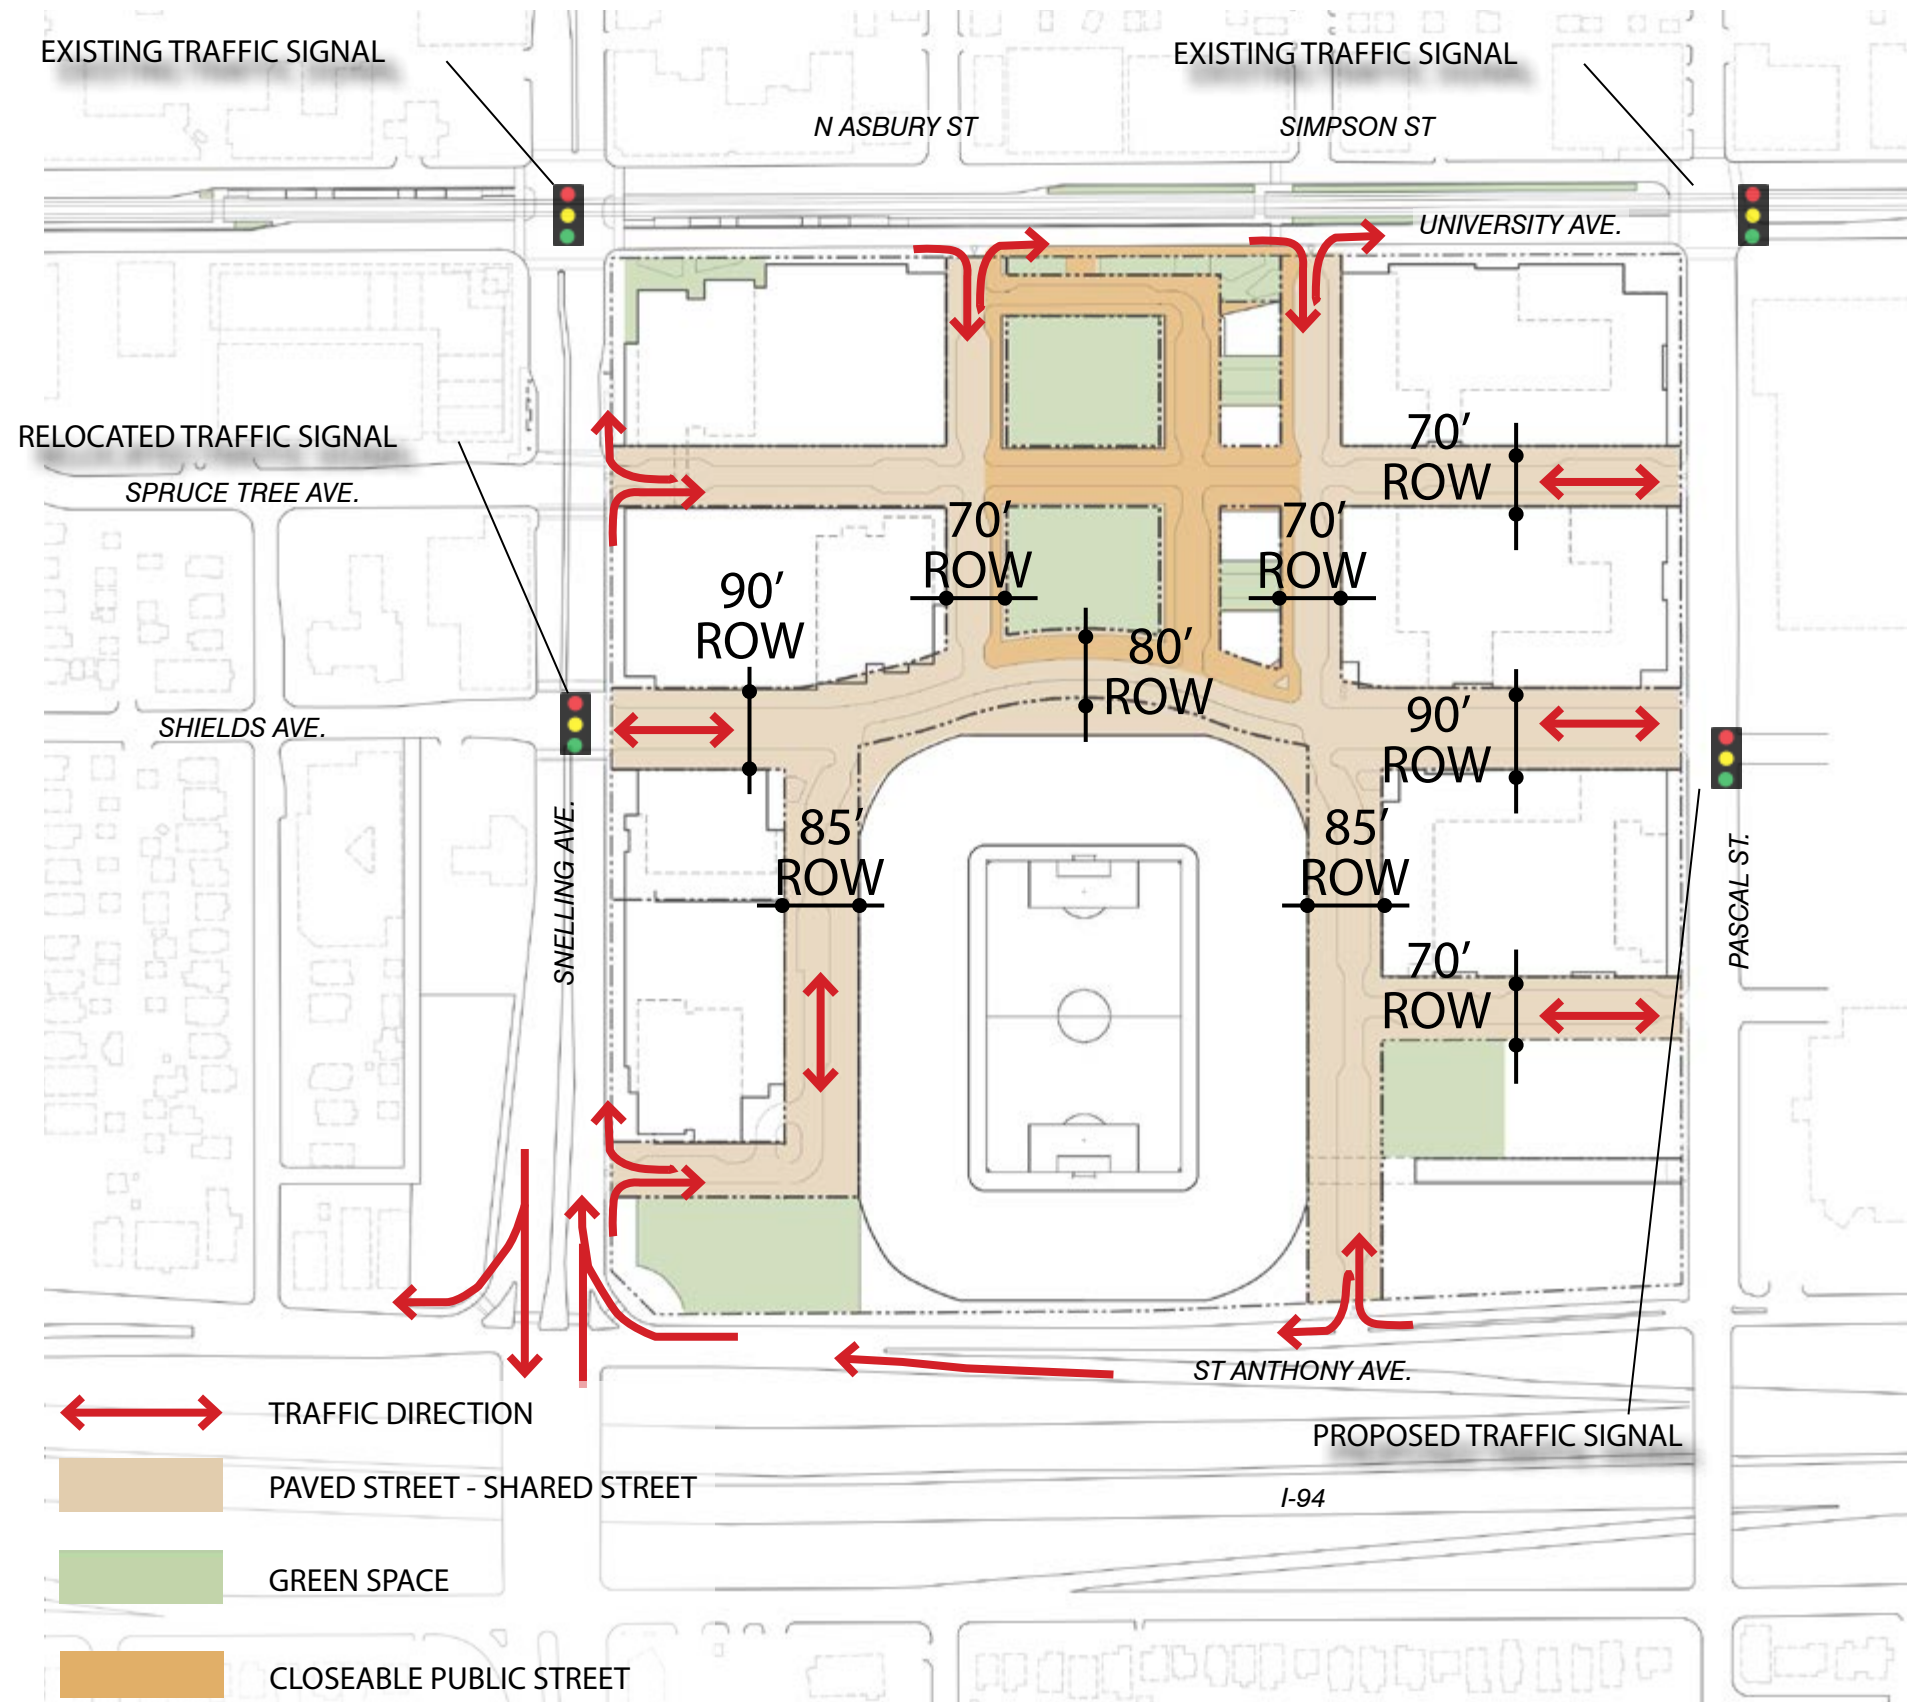 EXISTING TRAFFIC SIGNAL
EXISTING TRAFFIC SIGNAL
N ASBURY ST
SIMPSON ST
UNIVERSITY AVE.
RELOCATED TRAFFIC SIGNAL
SPRUCE TREE AVE.
70’
ROW
70’
ROW
70’
ROW
90’
ROW
80’
ROW
SHIELDS AVE.
90’
ROW
85’
ROW
85’
ROW
SNELLING AVE.
PASCAL ST.
70’
ROW
ST ANTHONY AVE.
TRAFFIC DIRECTION
PROPOSED TRAFFIC SIGNAL
PAVED STREET - SHARED STREET
I-94
GREEN SPACE
CLOSEABLE PUBLIC STREET